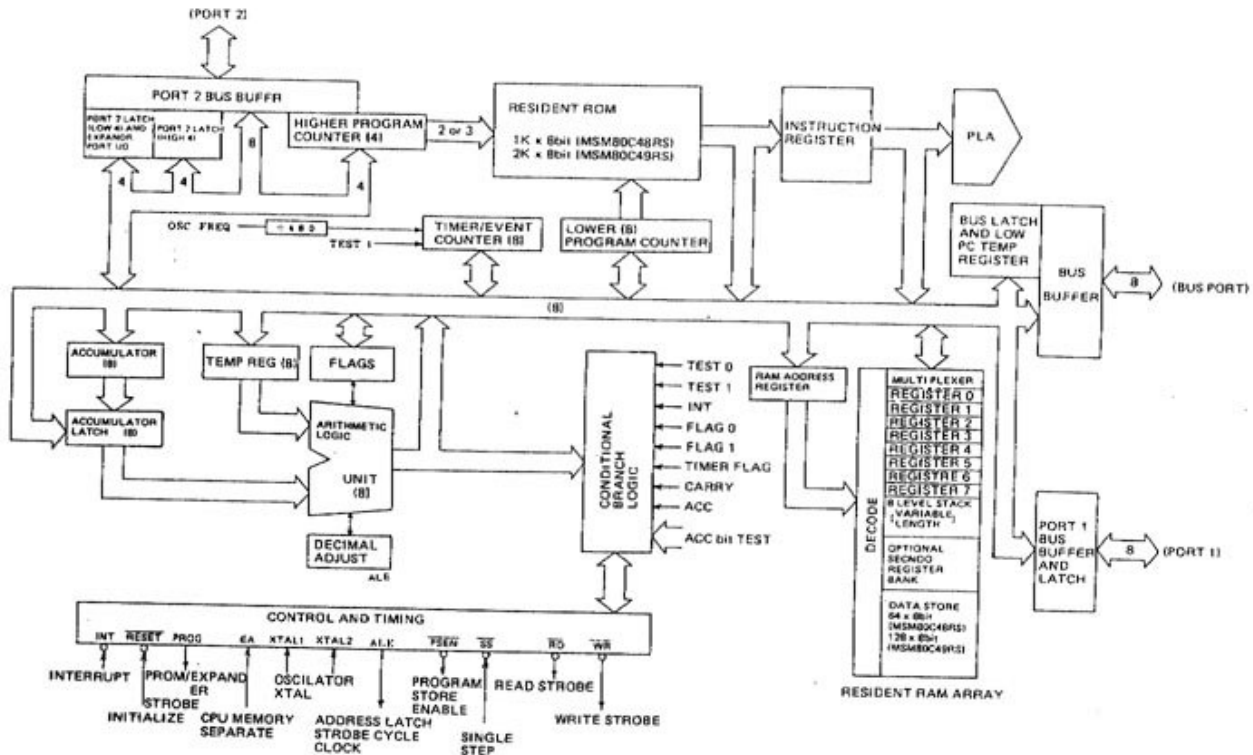 (PORT 2)
PORT 2 BUS BUFFR
PORT 2 LATCH
(LOW 4) AND
EXPANOR
PORT I/O
PORT 2 LATCH
(HIGH 4)
8
HIGHER PROGRAM
COUNTER (4)
2 or 3
4
4
4
RESIDENT ROM
1K x 8bit (MSM80C48RS)
2K x 8bit (MSM80C49RS)
INSTRUCTION
REGISTER
PLA
OSC FREQ
÷ 480
TEST 1
TIMER/EVENT
COUNTER (8)
LOWER (8)
PROGRAM COUNTER
BUS LATCH
AND LOW
PC TEMP
REGISTER
BUS
BUFFER
8
(BUS PORT)
(8)
ACCUMULATOR
(8)
TEMP REG (8)
FLAGS
ACCUMULATOR
LATCH (8)
ARITHMETIC
LOGIC
UNIT
(8)
DECIMAL
ADJUST
CONDITIONAL
BRANCH
LOGIC
TEST 0
TEST 1
INT
FLAG 0
FLAG 1
TIMER FLAG
CARRY
ACC
ACC bit TEST
RAM ADDRESS
REGISTER
DECODE
MULTIPLEXER
REGISTER 0
REGISTER 1
REGISTER 2
REGISTER 3
REGISTER 4
REGISTER 5
REGISTRE 6
REGISTER 7
8 LEVEL STACK
(VARIABLE
LENGTH)
OPTIONAL
SECNDO
REGISTER
BANK
DATA STORE
64 x 8bit
(MSM80C48RS)
128 x 8bit
(MSM80C49RS)
RESIDENT RAM ARRAY
PORT 1
BUS
BUFFER
AND
LATCH
8
(PORT 1)
CONTROL AND TIMING
INT RESET PROG EA XTAL1 XTAL2 ALE PSEN SS RD WR
INTERRUPT
INITIALIZE
PROM/EXPAND
ER
STROBE
CPU MEMORY
SEPARATE
OSCILATOR
XTAL
ADDRESS LATCH
STROBE CYCLE
CLOCK
PROGRAM
STORE
ENABLE
SINGLE
STEP
READ STROBE
WRITE STROBE